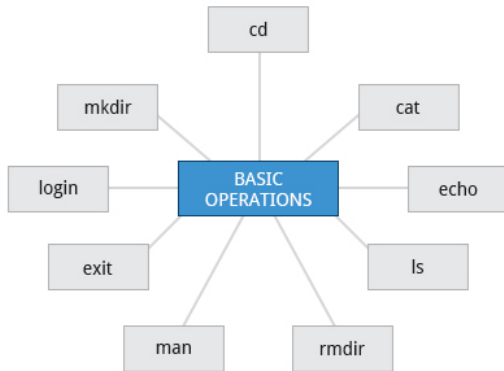 cd
mkdir
cat
BASIC
OPERATIONS
login
echo
exit
ls
man
rmdir